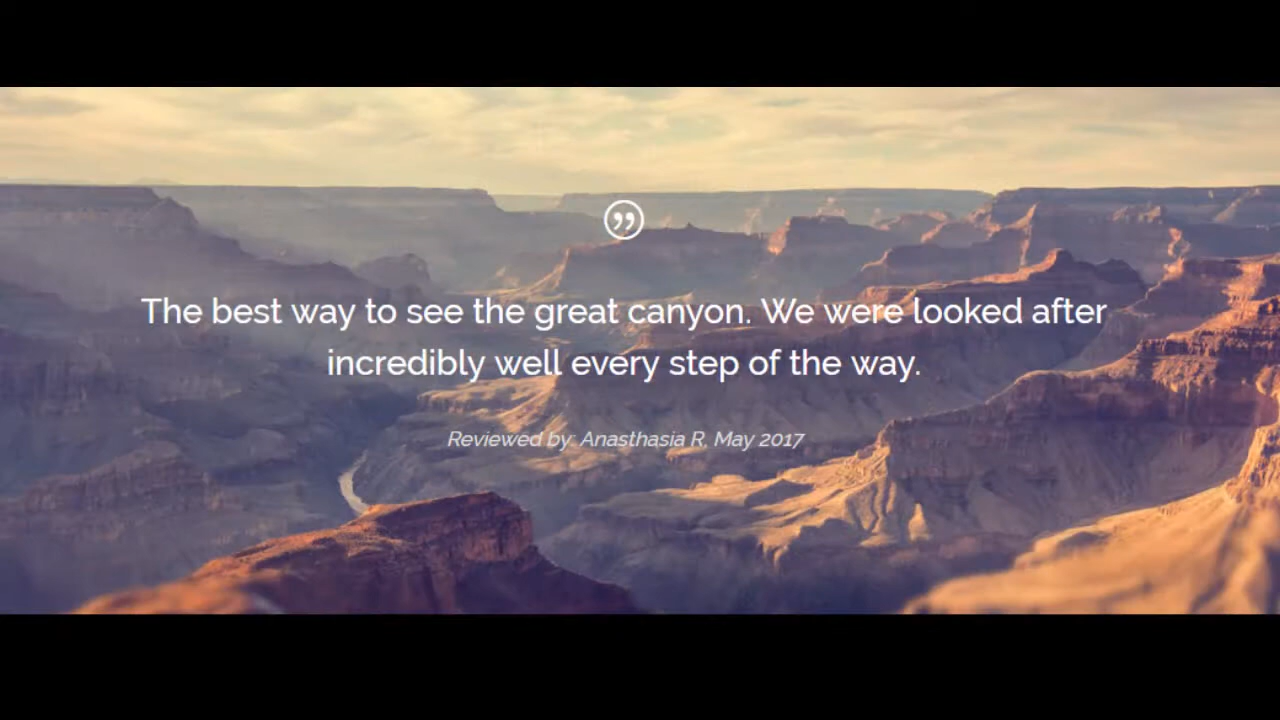 ”
The best way to see the great canyon. We were looked after
incredibly well every step of the way.
Reviewed by: Anasthasia R, May 2017